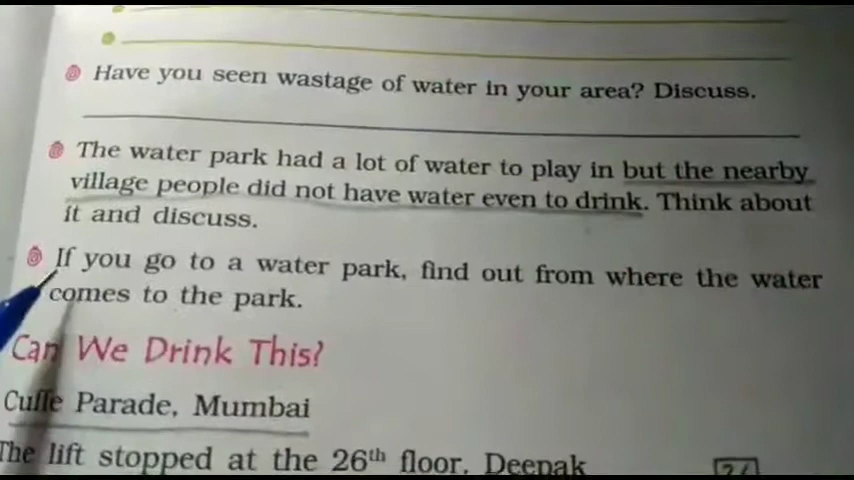 Have you seen wastage of water in your area? Discuss.
The water park had a lot of water to play in but the nearby
village people did not have water even to drink. Think about
it and discuss.
If you go to a water park, find out from where the water
comes to the park.
Can We Drink This?
Cuffe Parade, Mumbai
The lift stopped at the 26th floor. Deepak